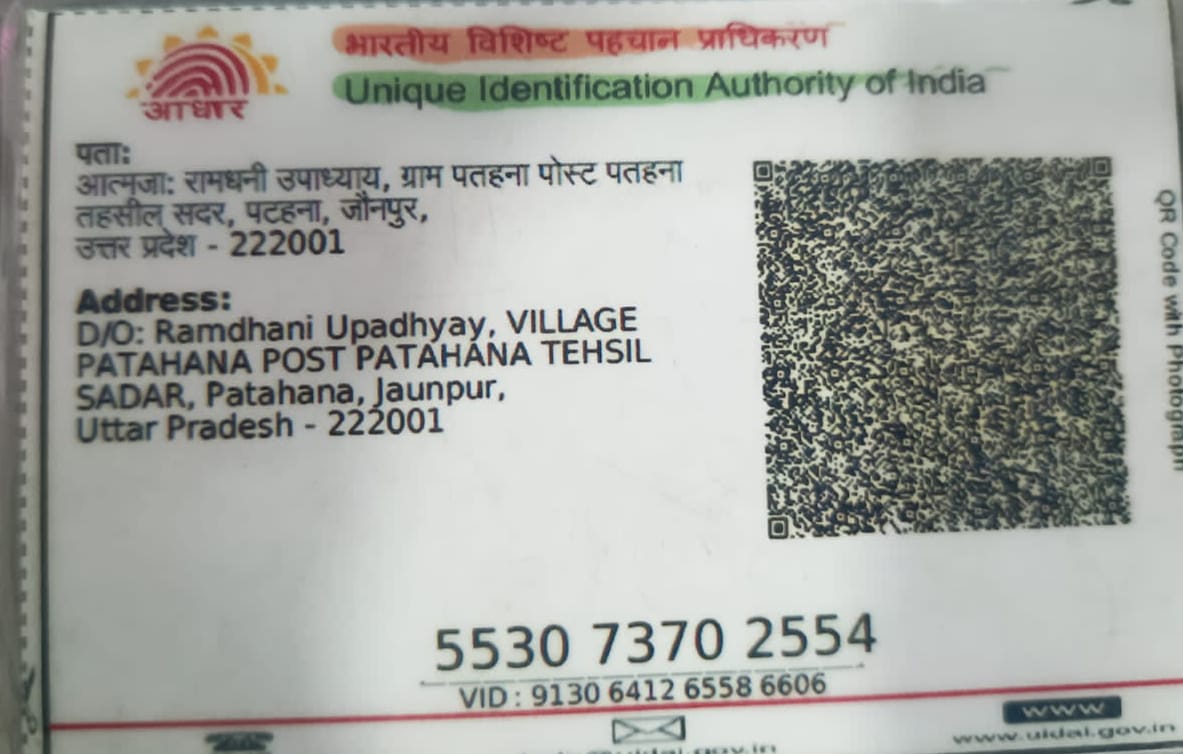 भारतीय विशिष्ट पहचान प्राधिकरण
Unique Identification Authority of India
आधार
पता:
आत्मजा: रामधनी उपाध्याय, ग्राम पतहना पोस्ट पतहना
तहसील सदर, पटहना, जौनपुर,
उत्तर प्रदेश - 222001
Address:
D/O: Ramdhani Upadhyay, VILLAGE
PATAHANA POST PATAHANA TEHSIL
SADAR, Patahana, Jaunpur,
Uttar Pradesh - 222001
QR Code with Photograph
5530 7370 2554
VID : 9130 6412 6558 6606
www
www.uidai.gov.in